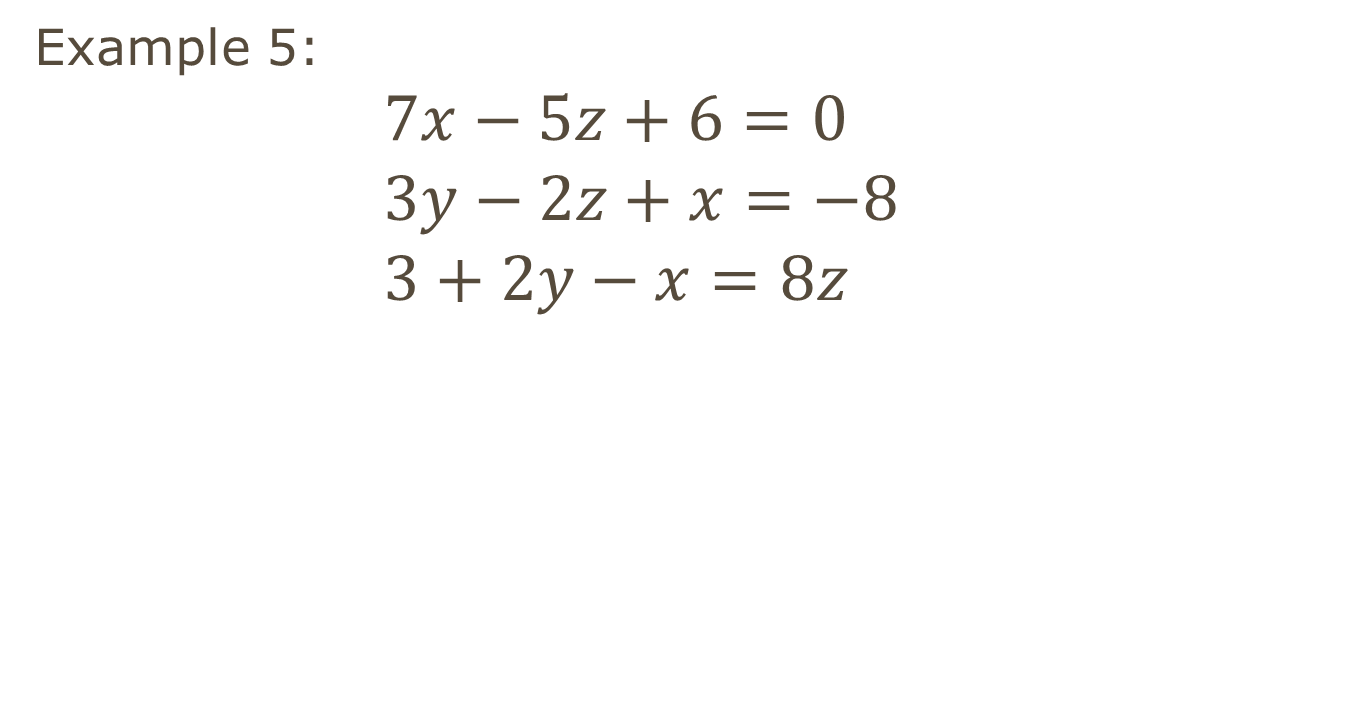 Example 5:
7x − 5z + 6 = 0
3y − 2z + x = −8
3 + 2y − x = 8z